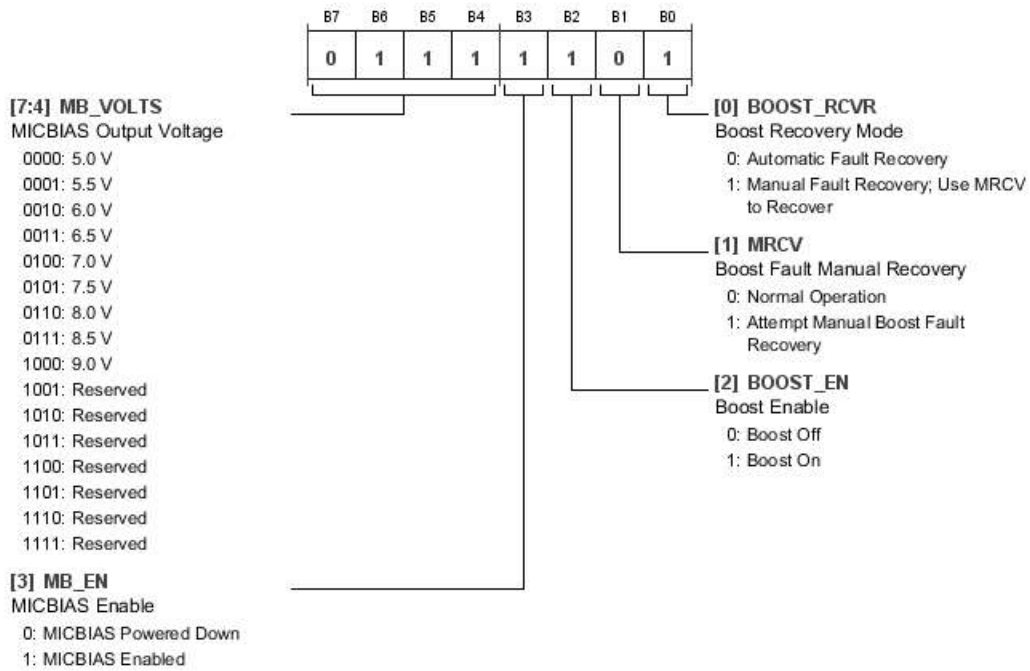 B7 B6 B5 B4 B3 B2 B1 B0
0 1 1 1 1 1 0 1
[7:4] MB_VOLTS
MICBIAS Output Voltage
0000: 5.0 V
0001: 5.5 V
0010: 6.0 V
0011: 6.5 V
0100: 7.0 V
0101: 7.5 V
0110: 8.0 V
0111: 8.5 V
1000: 9.0 V
1001: Reserved
1010: Reserved
1011: Reserved
1100: Reserved
1101: Reserved
1110: Reserved
1111: Reserved
[3] MB_EN
MICBIAS Enable
0: MICBIAS Powered Down
1: MICBIAS Enabled
[0] BOOST_RCVR
Boost Recovery Mode
0: Automatic Fault Recovery
1: Manual Fault Recovery; Use MRCV
to Recover
[1] MRCV
Boost Fault Manual Recovery
0: Normal Operation
1: Attempt Manual Boost Fault
Recovery
[2] BOOST_EN
Boost Enable
0: Boost Off
1: Boost On